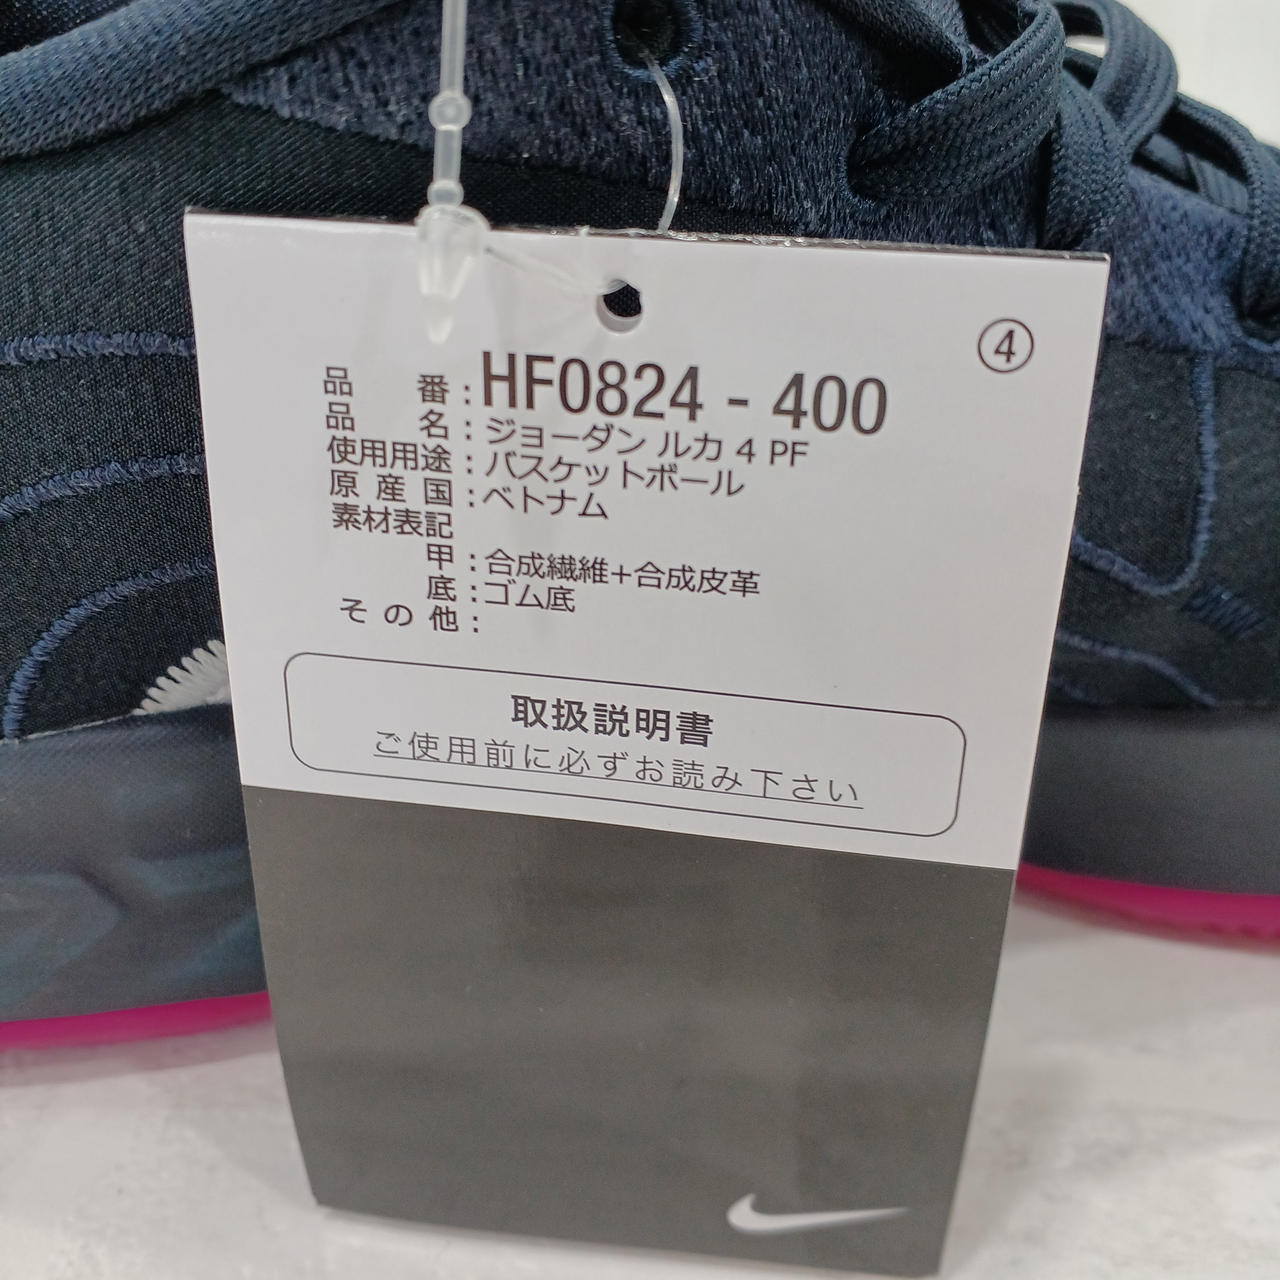 ④
品番：HF0824 - 400
品名：ジョーダン ルカ 4 PF
使用用途：バスケットボール
原産国：ベトナム
素材表記
甲：合成繊維+合成皮革
底：ゴム底
その他：
取扱説明書
ご使用前に必ずお読み下さい